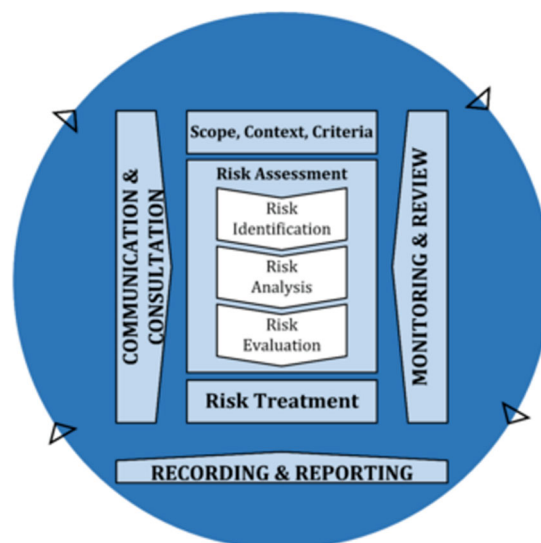 Scope, Context, Criteria
Risk Assessment
Risk
Identification
Risk
Analysis
Risk
Evaluation
Risk Treatment
COMMUNICATION &
CONSULTATION
MONITORING & REVIEW
RECORDING & REPORTING